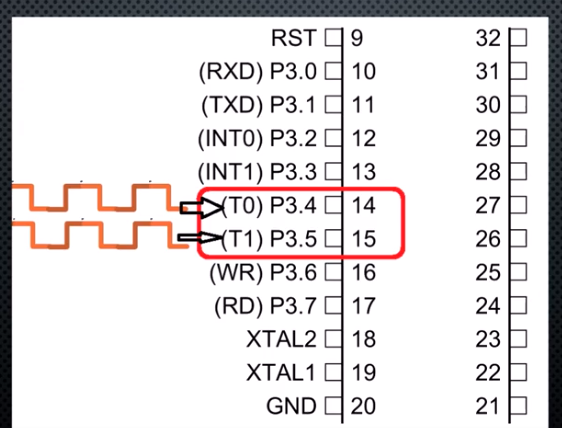 RST 9 32
(RXD) P3.0 10 31
(TXD) P3.1 11 30
(INT0) P3.2 12 29
(INT1) P3.3 13 28
(T0) P3.4 14 27
(T1) P3.5 15 26
(WR) P3.6 16 25
(RD) P3.7 17 24
XTAL2 18 23
XTAL1 19 22
GND 20 21